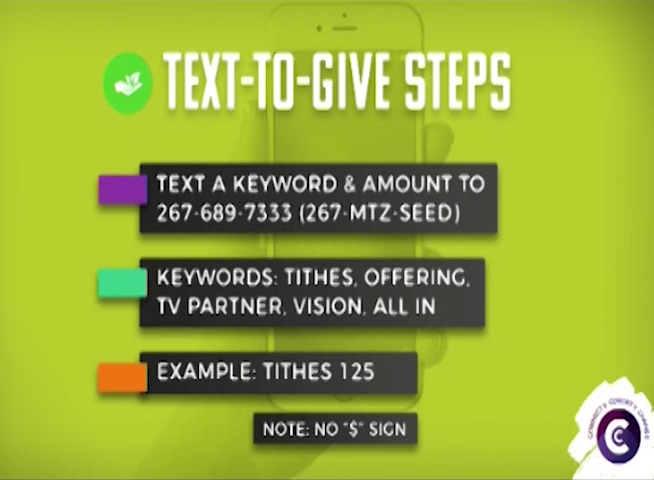 TEXT-TO-GIVE STEPS
TEXT A KEYWORD & AMOUNT TO
267-689-7333 (267-MTZ-SEED)
KEYWORDS: TITHES, OFFERING,
TV PARTNER, VISION, ALL IN
EXAMPLE: TITHES 125
NOTE: NO "$" SIGN